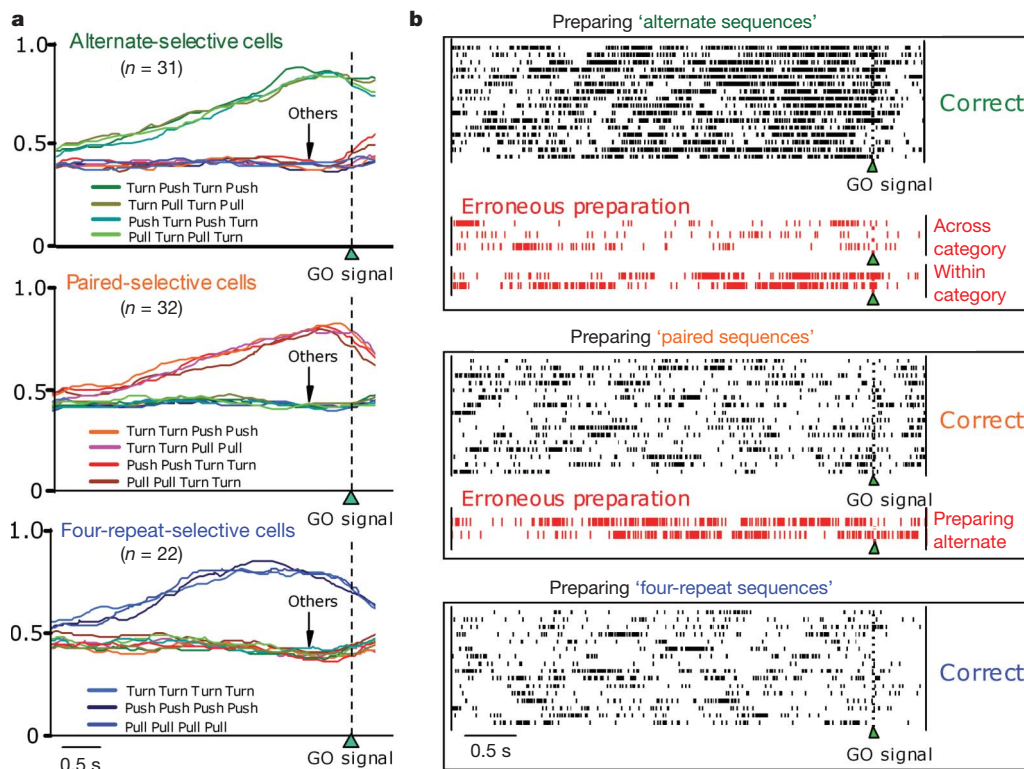 a
1.0
Alternate-selective cells
(n = 31)
Others
0.5
Turn Push Turn Push
Turn Pull Turn Pull
Push Turn Push Turn
Pull Turn Pull Turn
0
GO signal
1.0
Paired-selective cells
(n = 32)
Others
0.5
Turn Turn Push Push
Turn Turn Pull Pull
Push Push Turn Turn
Pull Pull Turn Turn
0
GO signal
1.0
Four-repeat-selective cells
(n = 22)
Others
0.5
Turn Turn Turn Turn
Push Push Push Push
Pull Pull Pull Pull
0
0.5 s
GO signal
b
Preparing ‘alternate sequences’
Correct
GO signal
Erroneous preparation
Across
category
Within
category
Preparing ‘paired sequences’
Correct
GO signal
Erroneous preparation
Preparing
alternate
Preparing ‘four-repeat sequences’
Correct
0.5 s
GO signal